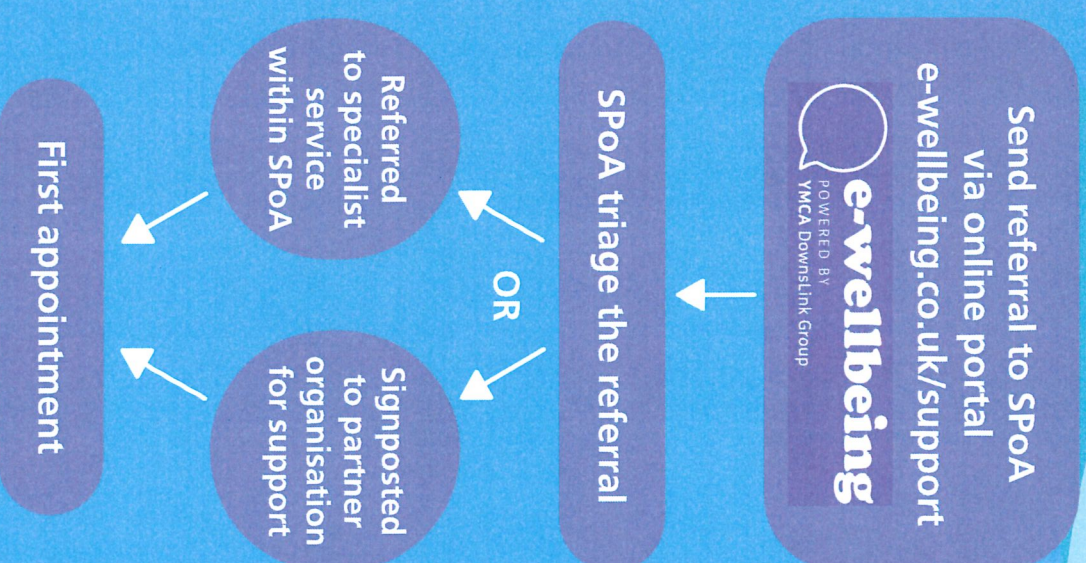 Send referral to SPoA
via online portal
e-wellbeing.co.uk/support
e-wellbeing
POWERED BY
YMCA DownsLink Group
SPoA triage the referral
OR
Referred
to specialist
service
within SPoA
Signposted
to partner
organisation
for support
First appointment